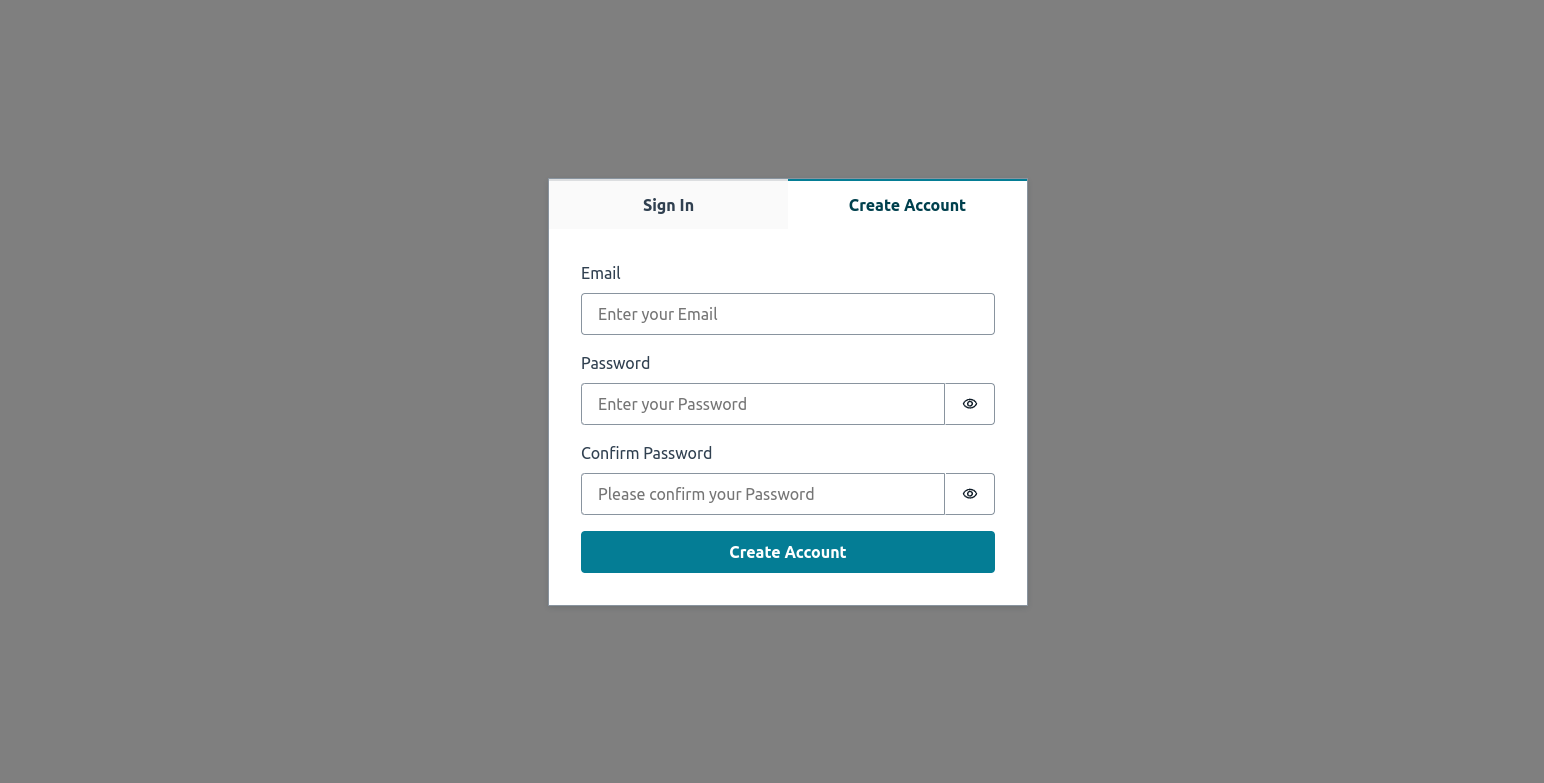 Sign In
Create Account
Email
Enter your Email
Password
Enter your Password
Confirm Password
Please confirm your Password
Create Account